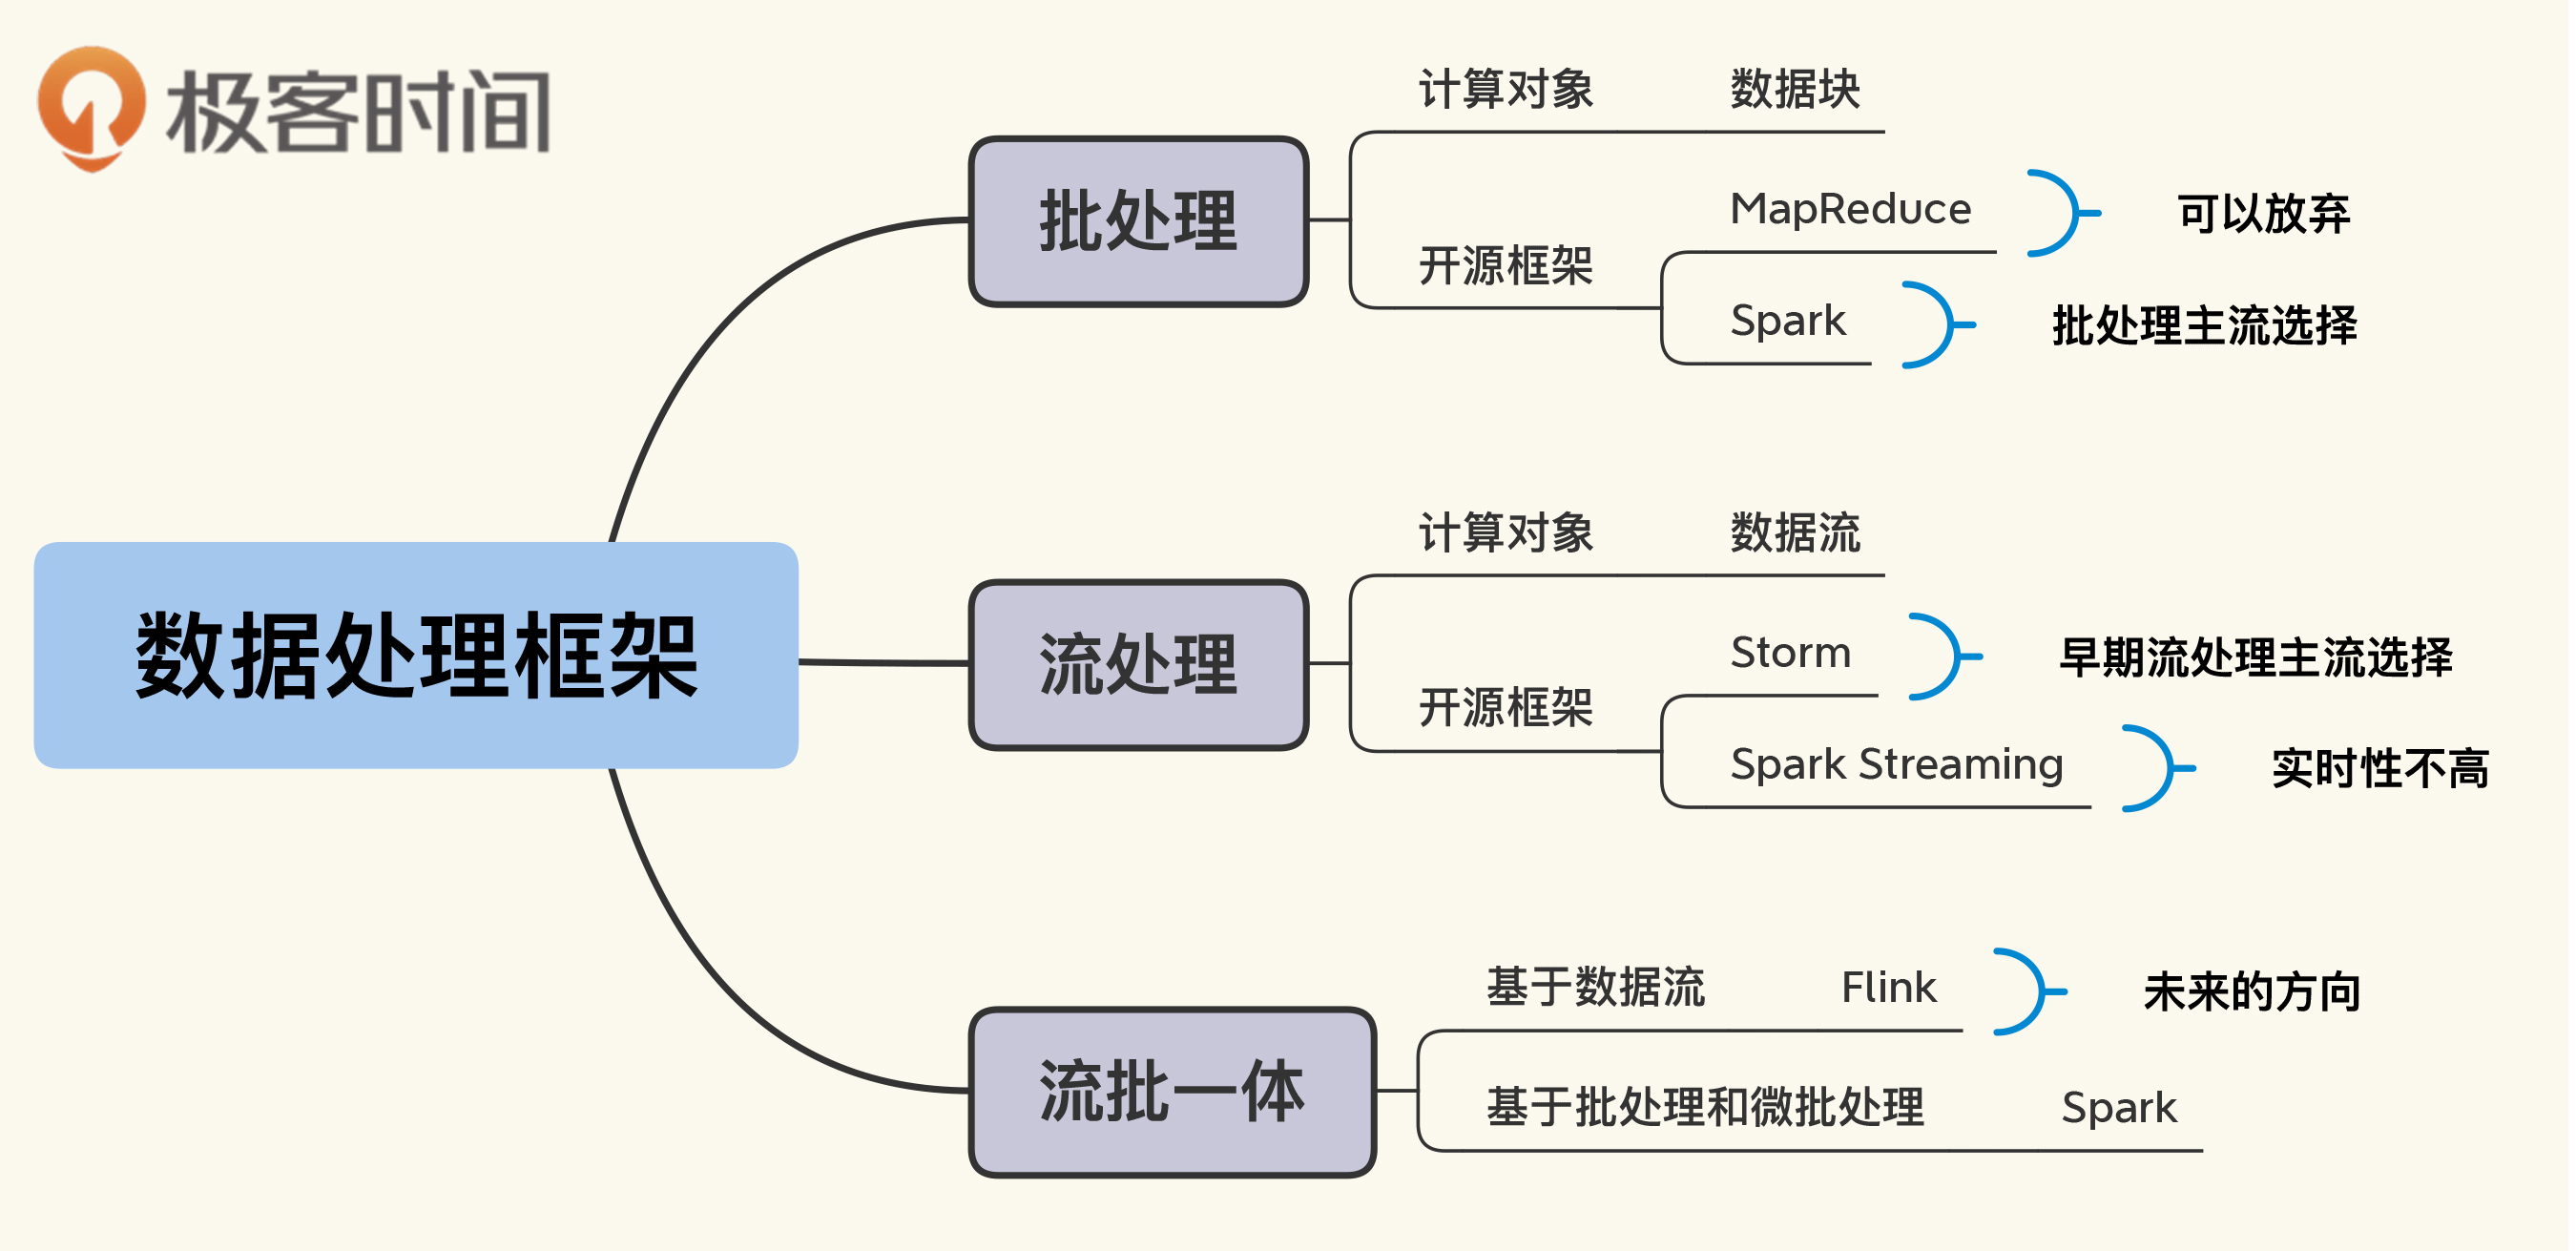 极客时间
数据处理框架
批处理
计算对象 数据块
开源框架
MapReduce 可以放弃
Spark 批处理主流选择
流处理
计算对象 数据流
开源框架
Storm 早期流处理主流选择
Spark Streaming 实时性不高
流批一体
基于数据流 Flink 未来的方向
基于批处理和微批处理 Spark